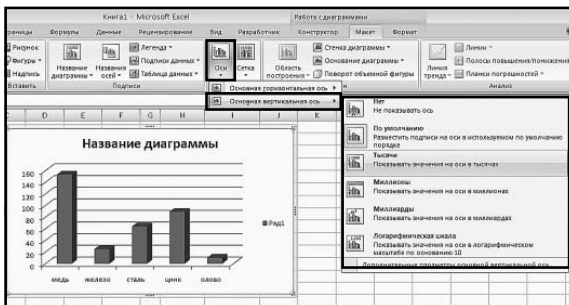 Книга1 - Microsoft Excel
Работа с диаграммами
Формулы Данные Рецензирование Вид Разработчик Конструктор Макет Формат
Рисунок
Фигуры
Надпись
Вставить
Название диаграммы
Названия осей
Легенда
Подписи данных
Таблица данных
Подписи
Оси
Сетка
Область построения
Стенка диаграммы
Основание диаграммы
Поворот объемной фигуры
Линия тренда
Линии
Полосы повышения/понижения
Планки погрешностей
Анализ
Основная горизонтальная ось
Основная вертикальная ось
D E F G H I J K
Нет
Не показывать ось
По умолчанию
Разместить подписи на оси в используемом по умолчанию порядке
Тысячи
Показывать значения на оси в тысячах
Миллионы
Показывать значения на оси в миллионах
Миллиарды
Показывать значения на оси в миллиардах
Логарифмическая шкала
Показывать значения на оси в логарифмическом масштабе по основанию 10
Дополнительные параметры основной вертикальной оси
Название диаграммы
160
140
120
100
80
60
40
20
0
медь железо сталь цинк олово
Ряд1